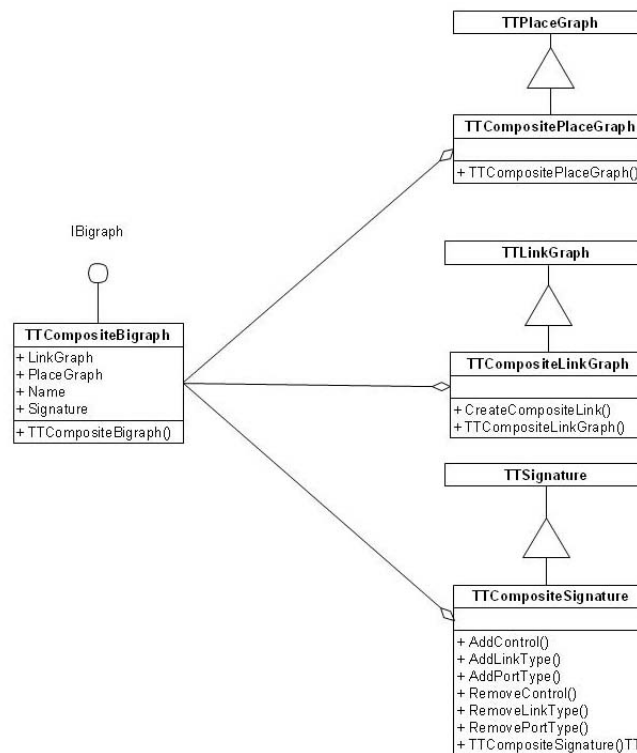 TTPlaceGraph
TTCompositePlaceGraph
+ TTCompositePlaceGraph()
IBigraph
TTCompositeBigraph
+ LinkGraph
+ PlaceGraph
+ Name
+ Signature
+ TTCompositeBigraph()
TTLinkGraph
TTCompositeLinkGraph
+ CreateCompositeLink()
+ TTCompositeLinkGraph()
TTSignature
TTCompositeSignature
+ AddControl()
+ AddLinkType()
+ AddPortType()
+ RemoveControl()
+ RemoveLinkType()
+ RemovePortType()
+ TTCompositeSignature()TT